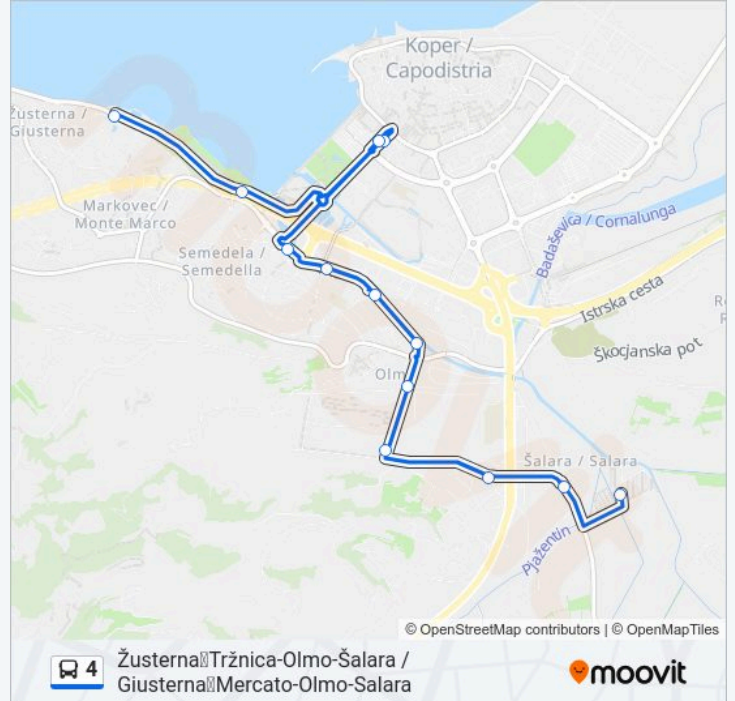 Koper /
Capodistria
Žusterna /
Giusterna
Markovec /
Monte Marco
Semedela /
Semedella
Badaševica / Cornalunga
Istrska cesta
Škocjanska pot
R
R
Olmo
Šalara / Salara
Pjažentin
© OpenStreetMap contributors | © OpenMapTiles
4
Žusterna▯Tržnica-Olmo-Šalara /
Giusterna▯Mercato-Olmo-Salara
moovit